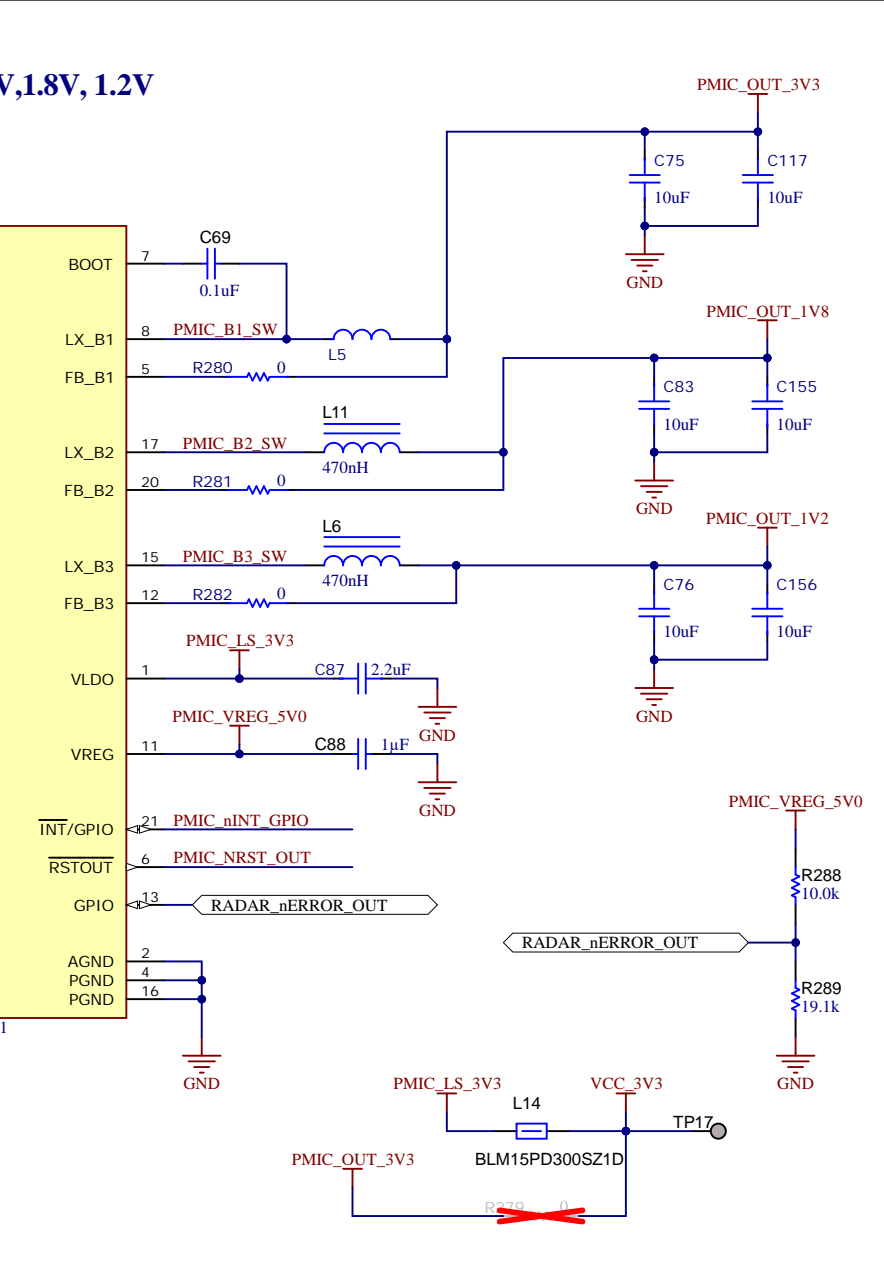 V,1.8V, 1.2V
PMIC_OUT_3V3
C75
10uF
C117
10uF
GND
BOOT
7
C69
0.1uF
LX_B1
8
PMIC_B1_SW
L5
FB_B1
5
R280
0
PMIC_OUT_1V8
C83
10uF
C155
10uF
GND
LX_B2
17
PMIC_B2_SW
L11
470nH
FB_B2
20
R281
0
PMIC_OUT_1V2
C76
10uF
C156
10uF
GND
LX_B3
15
PMIC_B3_SW
L6
470nH
FB_B3
12
R282
0
PMIC_LS_3V3
VLDO
1
C87
2.2uF
GND
PMIC_VREG_5V0
VREG
11
C88
1µF
GND
INT/GPIO
21
PMIC_nINT_GPIO
RSTOUT
6
PMIC_NRST_OUT
GPIO
13
RADAR_nERROR_OUT
AGND
2
PGND
4
PGND
16
1
GND
PMIC_VREG_5V0
R288
10.0k
RADAR_nERROR_OUT
R289
19.1k
GND
PMIC_LS_3V3
L14
BLM15PD300SZ1D
VCC_3V3
TP17
PMIC_OUT_3V3
0